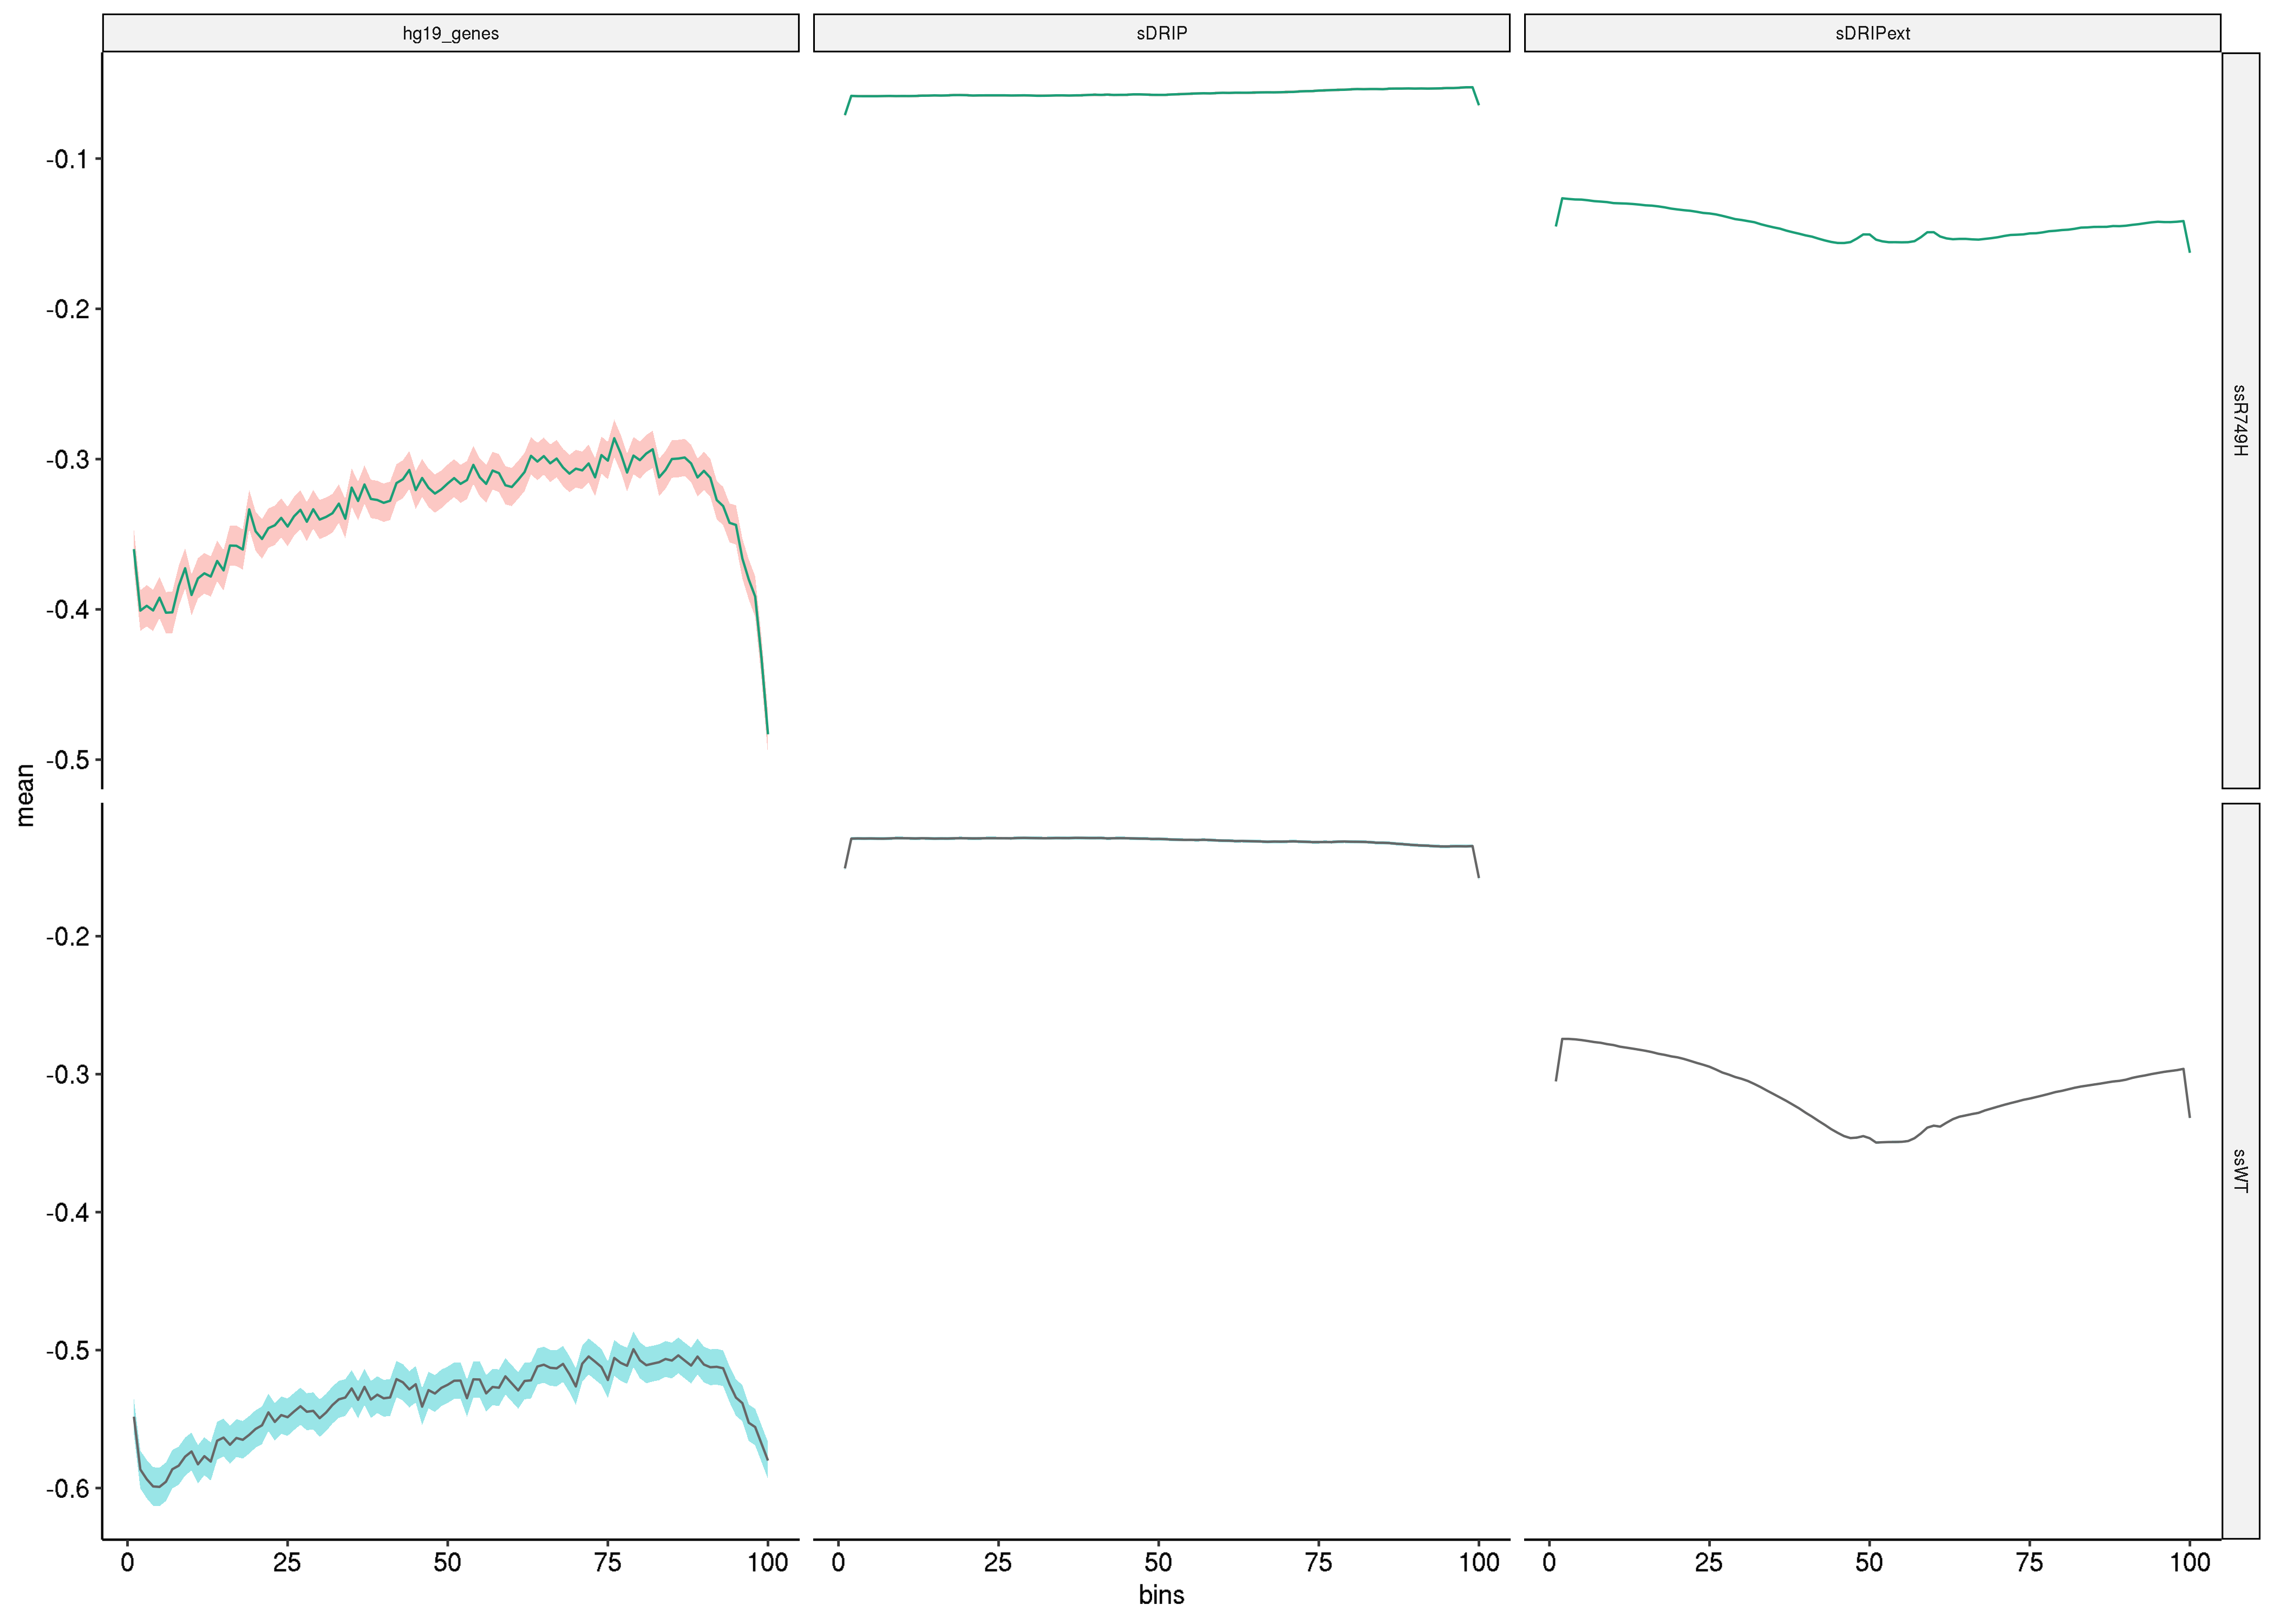 hg19_genes sDRIP sDRIPext
-0.1
-0.2
-0.3
-0.4
-0.5
ssR749H
mean
-0.2
-0.3
-0.4
-0.5
-0.6
ssWT
0 25 50 75 100 0 25 50 75 100 0 25 50 75 100
bins